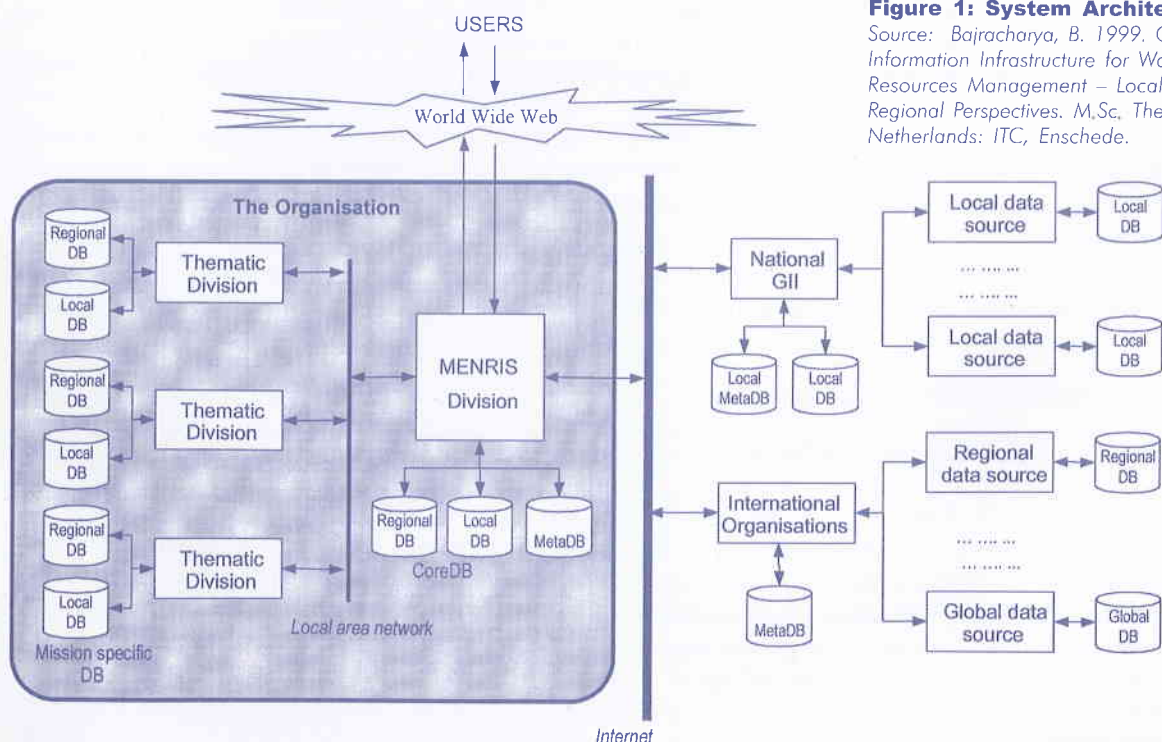 Figure 1: System Archite
Source: Bajracharya, B. 1999. G
Information Infrastructure for Wa
Resources Management – Local
Regional Perspectives. M.Sc. The
Netherlands: ITC, Enschede.
USERS
World Wide Web
The Organisation
Regional
DB
Local
DB
Thematic
Division
Regional
DB
Local
DB
Thematic
Division
Regional
DB
Local
DB
Thematic
Division
Mission specific
DB
Local area network
MENRIS
Division
Regional
DB
Local
DB
MetaDB
CoreDB
Internet
National
GII
Local
MetaDB
Local
DB
International
Organisations
MetaDB
Local data
source
Local
DB
... .... ...
... .... ...
Local data
source
Local
DB
Regional
data source
Regional
DB
... .... ...
... .... ...
Global data
source
Global
DB